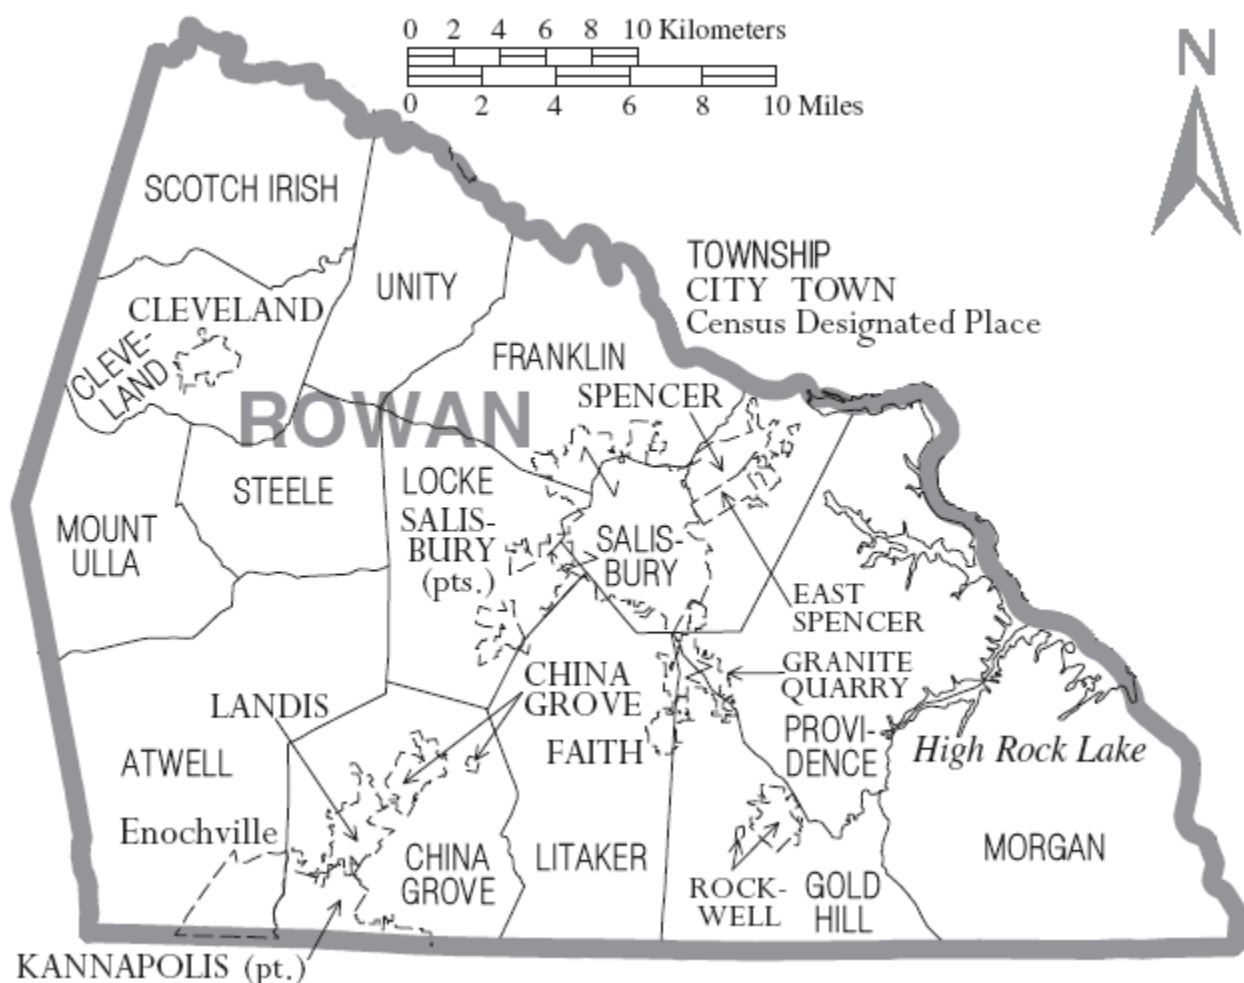 0 2 4 6 8 10 Kilometers
0 2 4 6 8 10 Miles
N
SCOTCH IRISH
UNITY
TOWNSHIP
CITY TOWN
Census Designated Place
CLEVELAND
CLEVE-
LAND
FRANKLIN
SPENCER
ROWAN
STEELE
LOCKE
SALIS-
BURY
(pts.)
MOUNT
ULLA
SALIS-
BURY
EAST
SPENCER
GRANITE
QUARRY
CHINA
GROVE
LANDIS
FAITH
PROVI-
DENCE
High Rock Lake
ATWELL
Enochville
CHINA
GROVE
LITAKER
MORGAN
ROCK-
WELL
GOLD
HILL
KANNAPOLIS (pt.)